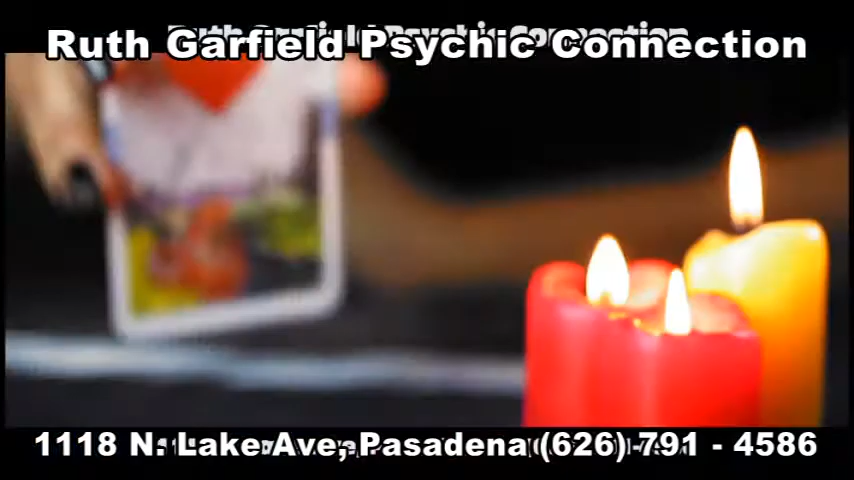 Ruth Garfield Psychic Connection
1118 N. Lake Ave, Pasadena (626) 791 - 4586